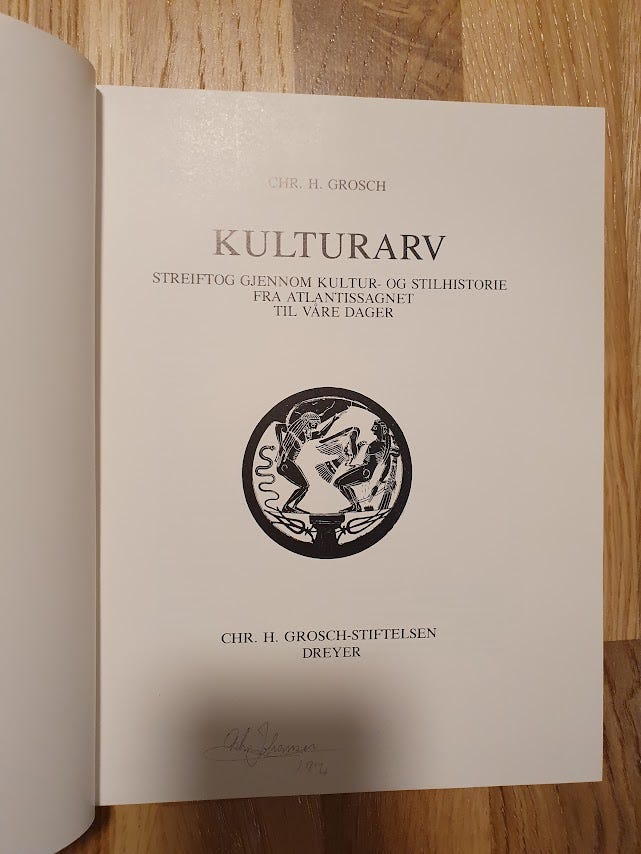 CHR. H. GROSCH
KULTURARV
STREIFTOG GJENNOM KULTUR- OG STILHISTORIE
FRA ATLANTISSAGNET
TIL VÅRE DAGER
CHR. H. GROSCH-STIFTELSEN
DREYER